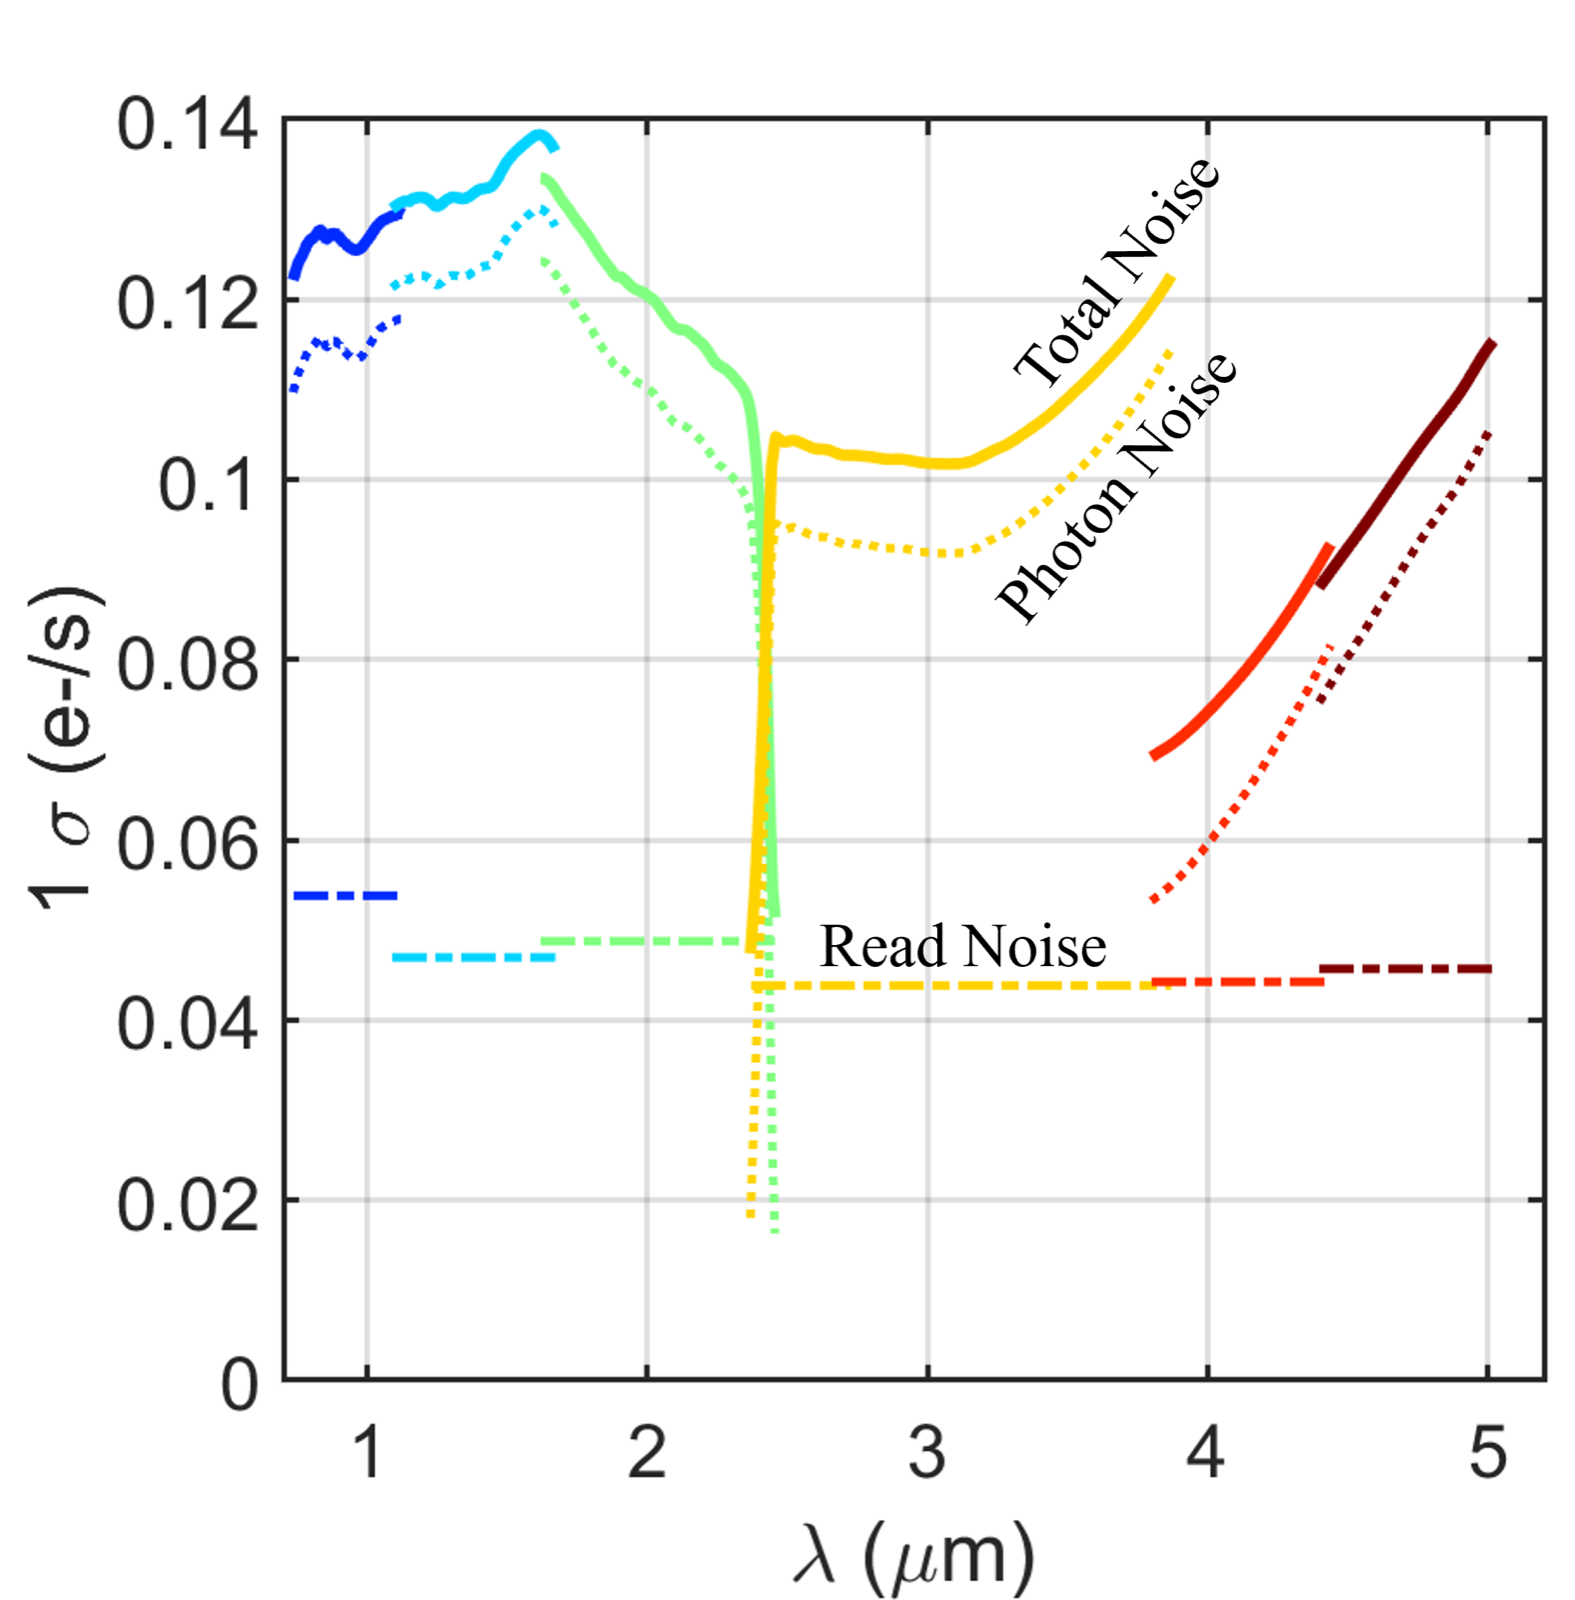 0.14
0.12
0.1
0.08
0.06
0.04
0.02
0
1 σ (e-/s)
Total Noise
Photon Noise
Read Noise
1 2 3 4 5
λ (μm)